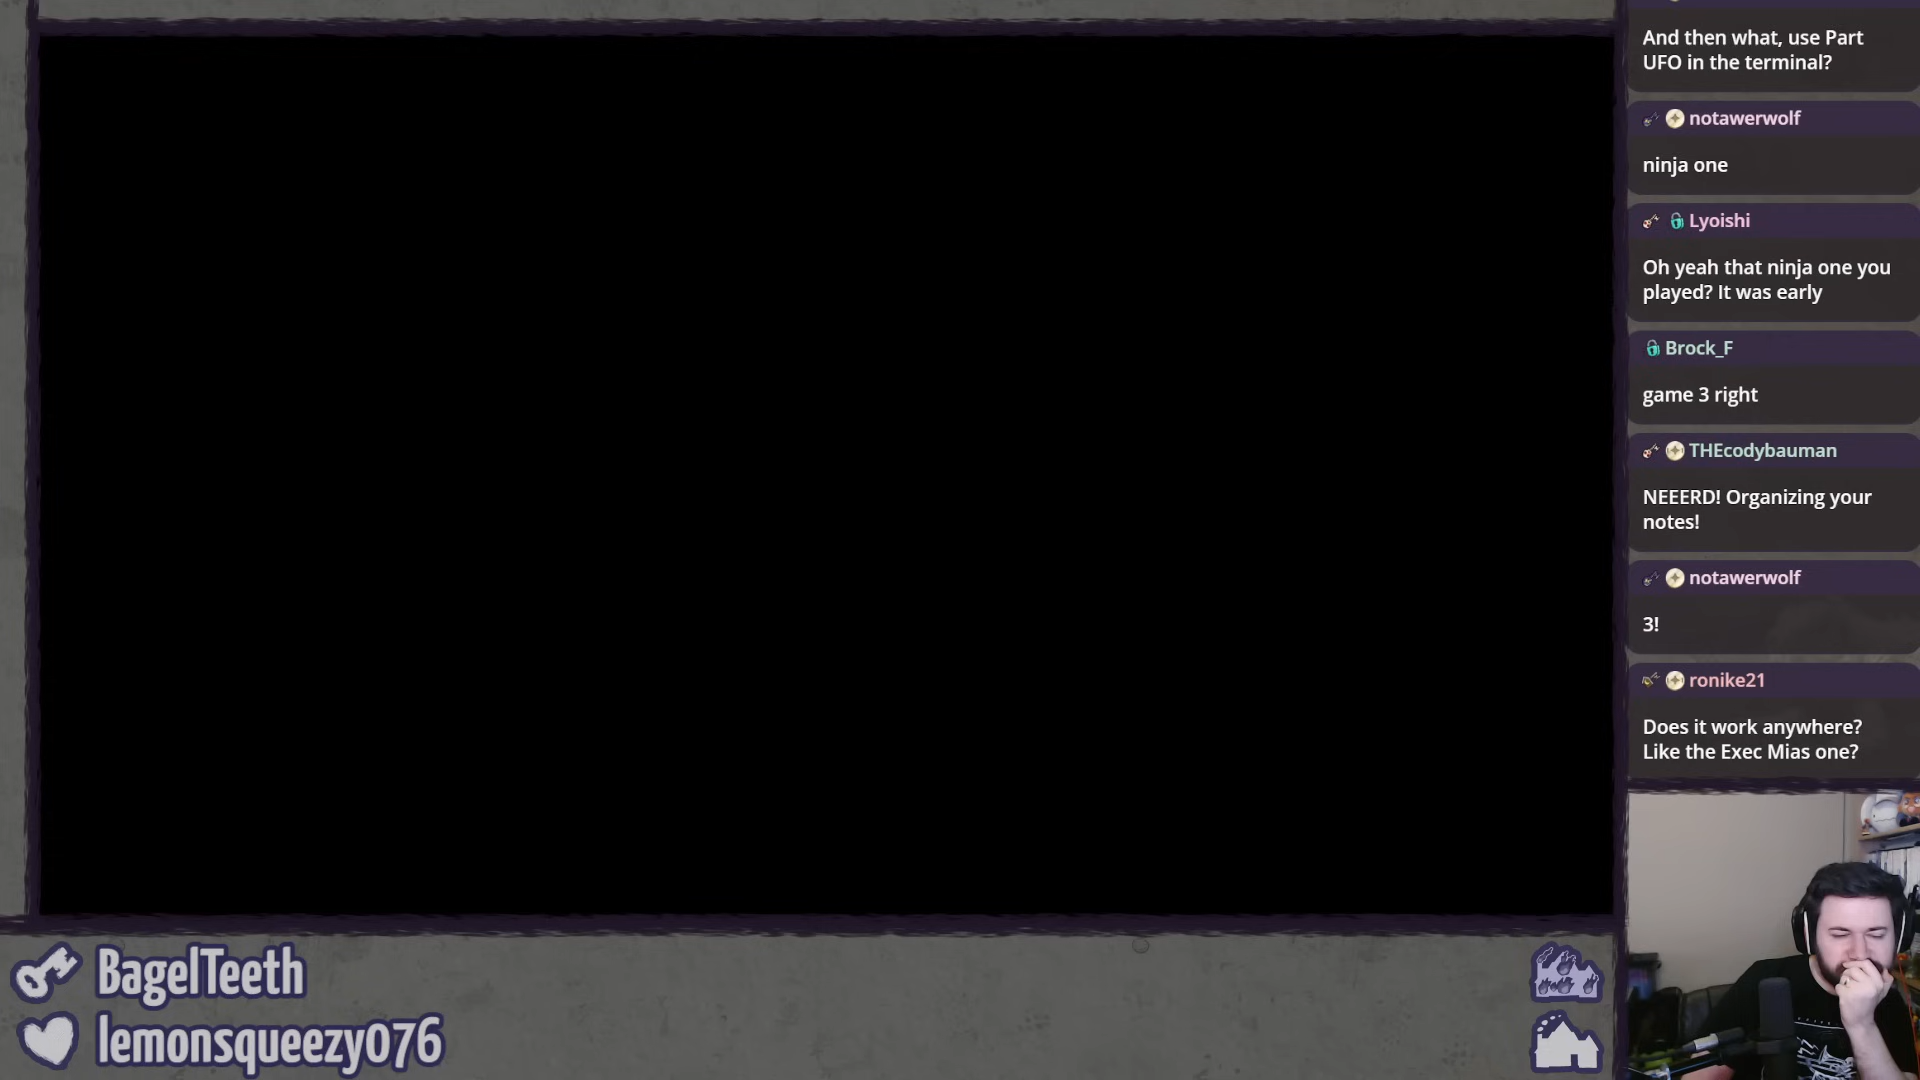 And then what, use Part
UFO in the terminal?
notawerwolf
ninja one
Lyoishi
Oh yeah that ninja one you
played? It was early
Brock_F
game 3 right
THEcodybauman
NEEERD! Organizing your
notes!
notawerwolf
3!
ronike21
Does it work anywhere?
Like the Exec Mias one?
BagelTeeth
lemonsqueezy076